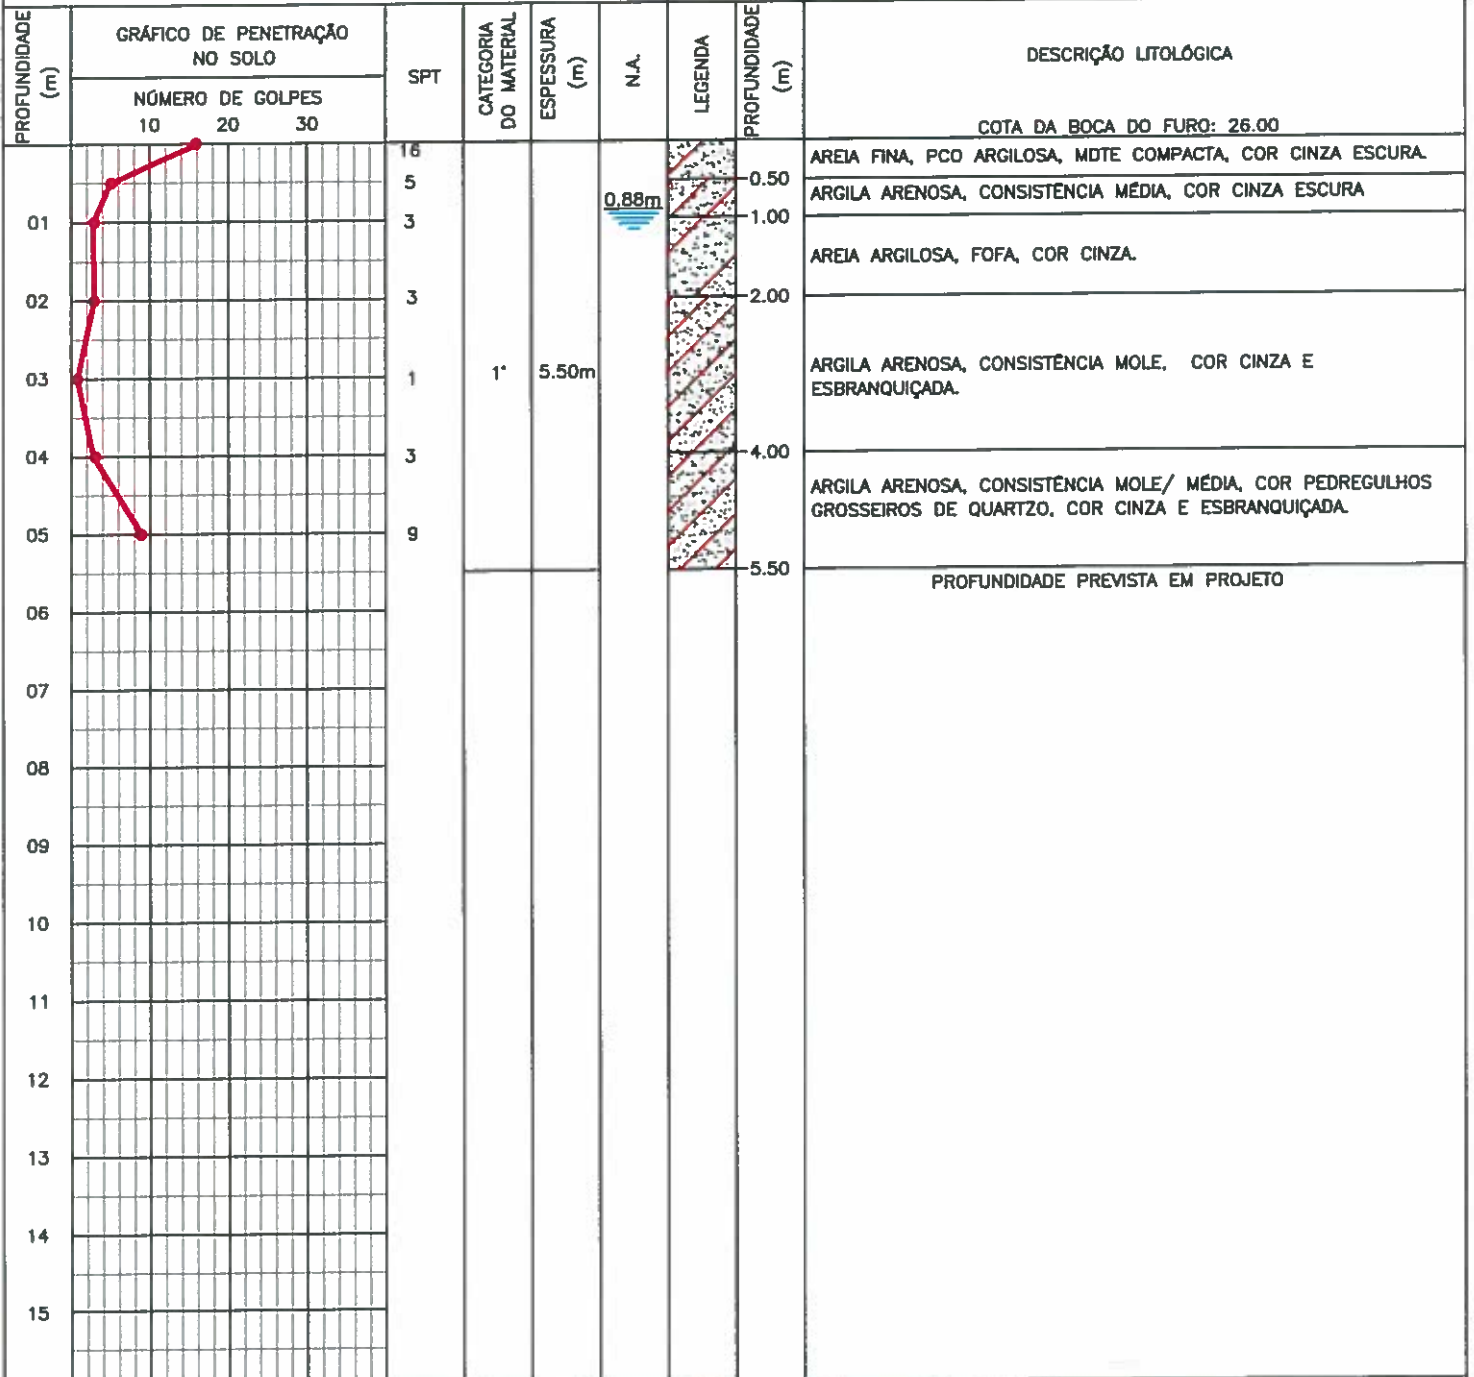 PROFUNDIDADE
(m)
GRÁFICO DE PENETRAÇÃO
NO SOLO
NÚMERO DE GOLPES
10 20 30
SPT
CATEGORIA
DO MATERIAL
ESPESSURA
(m)
N.A.
LEGENDA
PROFUNDIDADE
(m)
DESCRIÇÃO LITOLÓGICA
COTA DA BOCA DO FURO: 26.00
16
AREIA FINA, PCO ARGILOSA, MDTE COMPACTA, COR CINZA ESCURA.
5
0.50
ARGILA ARENOSA, CONSISTÊNCIA MÉDIA, COR CINZA ESCURA
0,88m
01
3
1.00
AREIA ARGILOSA, FOFA, COR CINZA.
02
3
2.00
ARGILA ARENOSA, CONSISTÊNCIA MOLE, COR CINZA E
ESBRANQUIÇADA.
03
1
1ª
5.50m
04
3
4.00
ARGILA ARENOSA, CONSISTÊNCIA MOLE/ MÉDIA, COR PEDREGULHOS
GROSSEIROS DE QUARTZO, COR CINZA E ESBRANQUIÇADA.
05
9
5.50
PROFUNDIDADE PREVISTA EM PROJETO
06
07
08
09
10
11
12
13
14
15